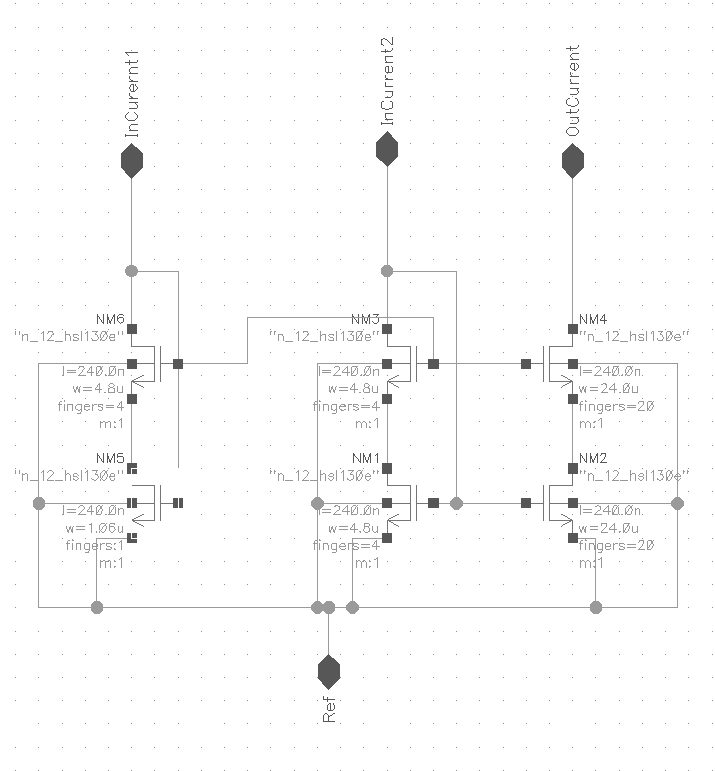 InCurernt1
InCurrent2
OutCurrent
NM6
"n_12_hsl130e"
l=240.0n
w=4.8u
fingers=4
m:1
NM3
"n_12_hsl130e"
l=240.0n
w=4.8u
fingers=4
m:1
NM4
"n_12_hsl130e"
l=240.0n
w=24.0u
fingers=20
m:1
NM5
"n_12_hsl130e"
l=240.0n
w=1.06u
fingers:1
m:1
NM1
"n_12_hsl130e"
l=240.0n
w=4.8u
fingers=4
m:1
NM2
"n_12_hsl130e"
l=240.0n
w=24.0u
fingers=20
m:1
Ref